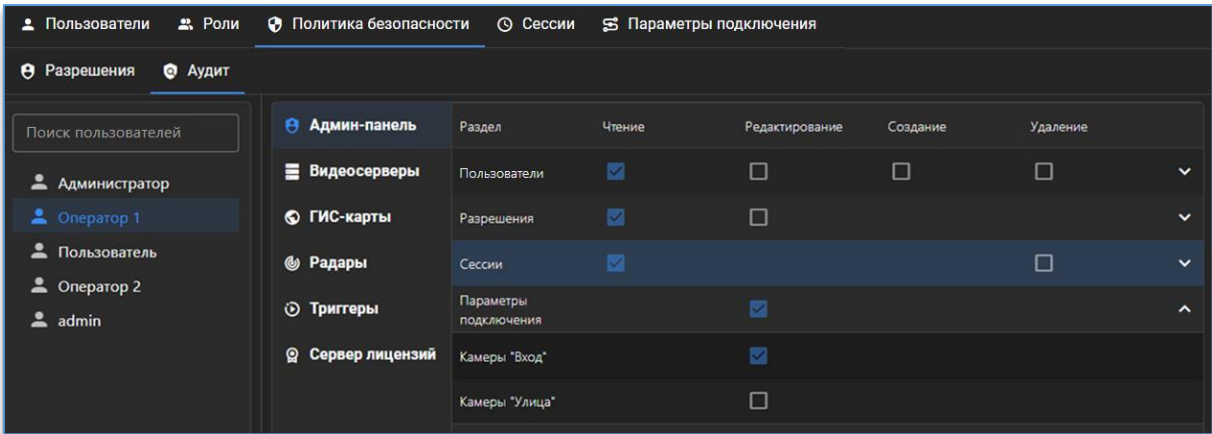 Пользователи Роли Политика безопасности Сессии Параметры подключения
Разрешения Аудит
Поиск пользователей
Администратор
Оператор 1
Пользователь
Оператор 2
admin
Админ-панель
Видеосерверы
ГИС-карты
Радары
Триггеры
Сервер лицензий
Раздел Чтение Редактирование Создание Удаление
Пользователи
Разрешения
Сессии
Параметры
подключения
Камеры "Вход"
Камеры "Улица"